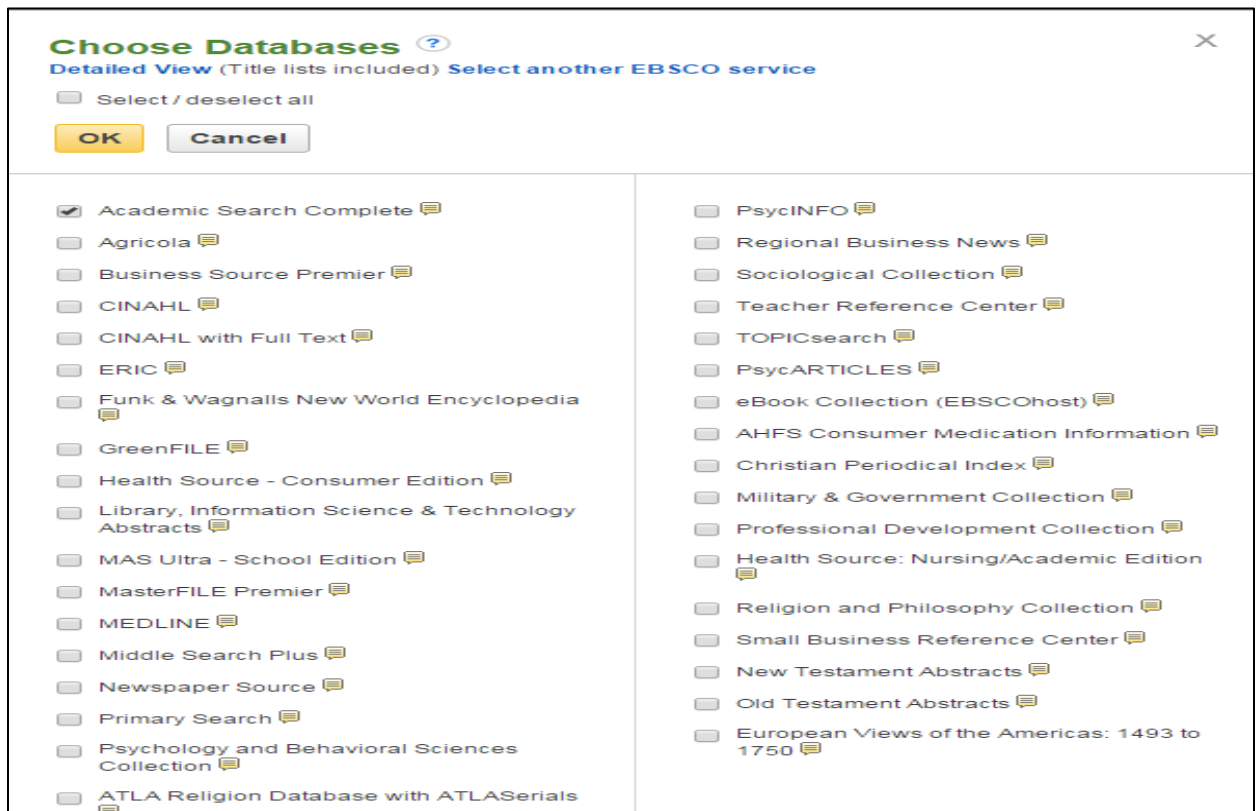 Choose Databases ?
Detailed View (Title lists included) Select another EBSCO service
Select / deselect all
OK Cancel
Academic Search Complete
Agricola
Business Source Premier
CINAHL
CINAHL with Full Text
ERIC
Funk & Wagnalls New World Encyclopedia
GreenFILE
Health Source - Consumer Edition
Library, Information Science & Technology
Abstracts
MAS Ultra - School Edition
MasterFILE Premier
MEDLINE
Middle Search Plus
Newspaper Source
Primary Search
Psychology and Behavioral Sciences
Collection
ATLA Religion Database with ATLASerials
PsycINFO
Regional Business News
Sociological Collection
Teacher Reference Center
TOPICsearch
PsycARTICLES
eBook Collection (EBSCOhost)
AHFS Consumer Medication Information
Christian Periodical Index
Military & Government Collection
Professional Development Collection
Health Source: Nursing/Academic Edition
Religion and Philosophy Collection
Small Business Reference Center
New Testament Abstracts
Old Testament Abstracts
European Views of the Americas: 1493 to
1750